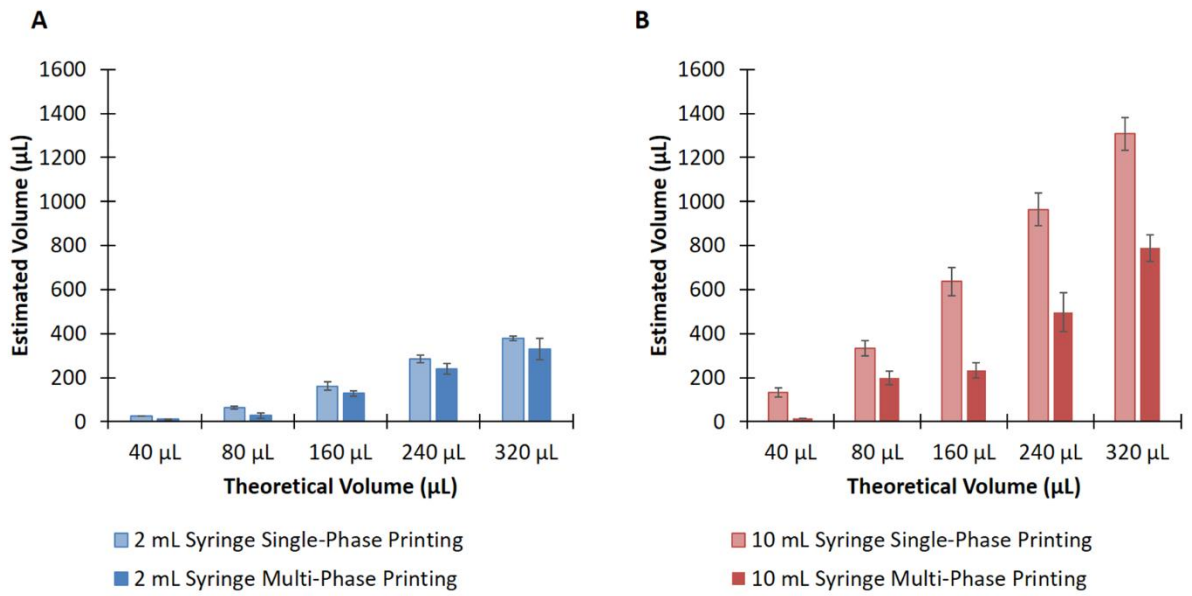 A
Estimated Volume (µL)
1600
1400
1200
1000
800
600
400
200
0
40 µL 80 µL 160 µL 240 µL 320 µL
Theoretical Volume (µL)
2 mL Syringe Single-Phase Printing
2 mL Syringe Multi-Phase Printing
B
Estimated Volume (µL)
1600
1400
1200
1000
800
600
400
200
0
40 µL 80 µL 160 µL 240 µL 320 µL
Theoretical Volume (µL)
10 mL Syringe Single-Phase Printing
10 mL Syringe Multi-Phase Printing